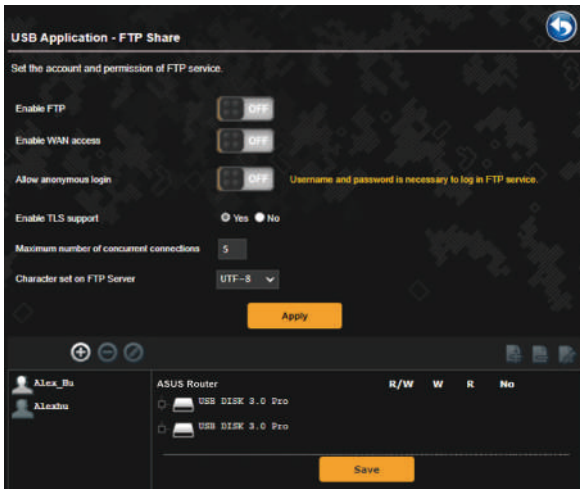 USB Application - FTP Share
Set the account and permission of FTP service.
Enable FTP OFF
Enable WAN access OFF
Allow anonymous login OFF Username and password is necessary to log in FTP service.
Enable TLS support Yes No
Maximum number of concurrent connections 5
Character set on FTP Server UTF-8
Apply
Alex_Hu
Alexhu
ASUS Router R/W W R No
USB DISK 3.0 Pro
USB DISK 3.0 Pro
Save